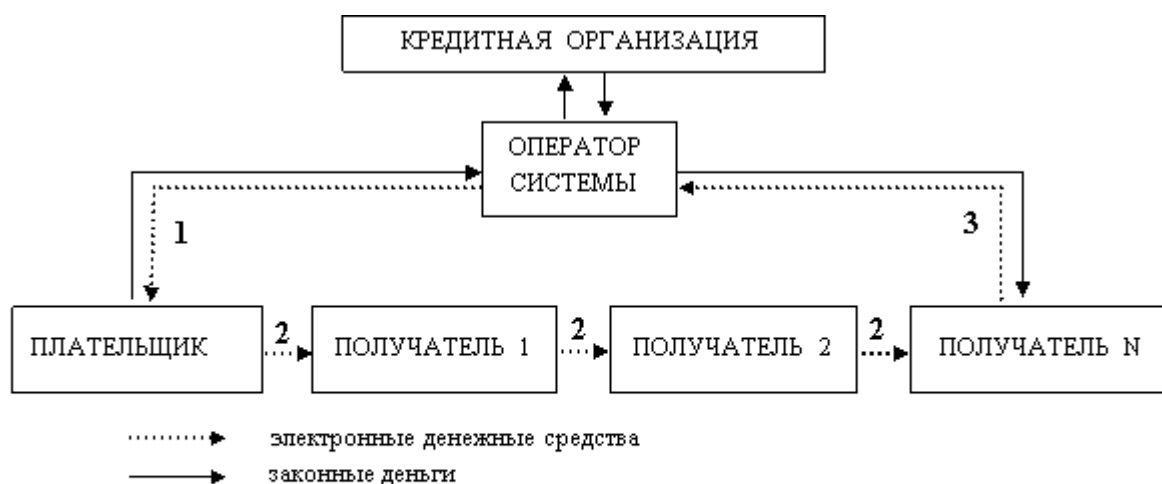 КРЕДИТНАЯ ОРГАНИЗАЦИЯ
ОПЕРАТОР
СИСТЕМЫ
1
3
ПЛАТЕЛЬЩИК
2
ПОЛУЧАТЕЛЬ 1
2
ПОЛУЧАТЕЛЬ 2
2
ПОЛУЧАТЕЛЬ N
электронные денежные средства
законные деньги